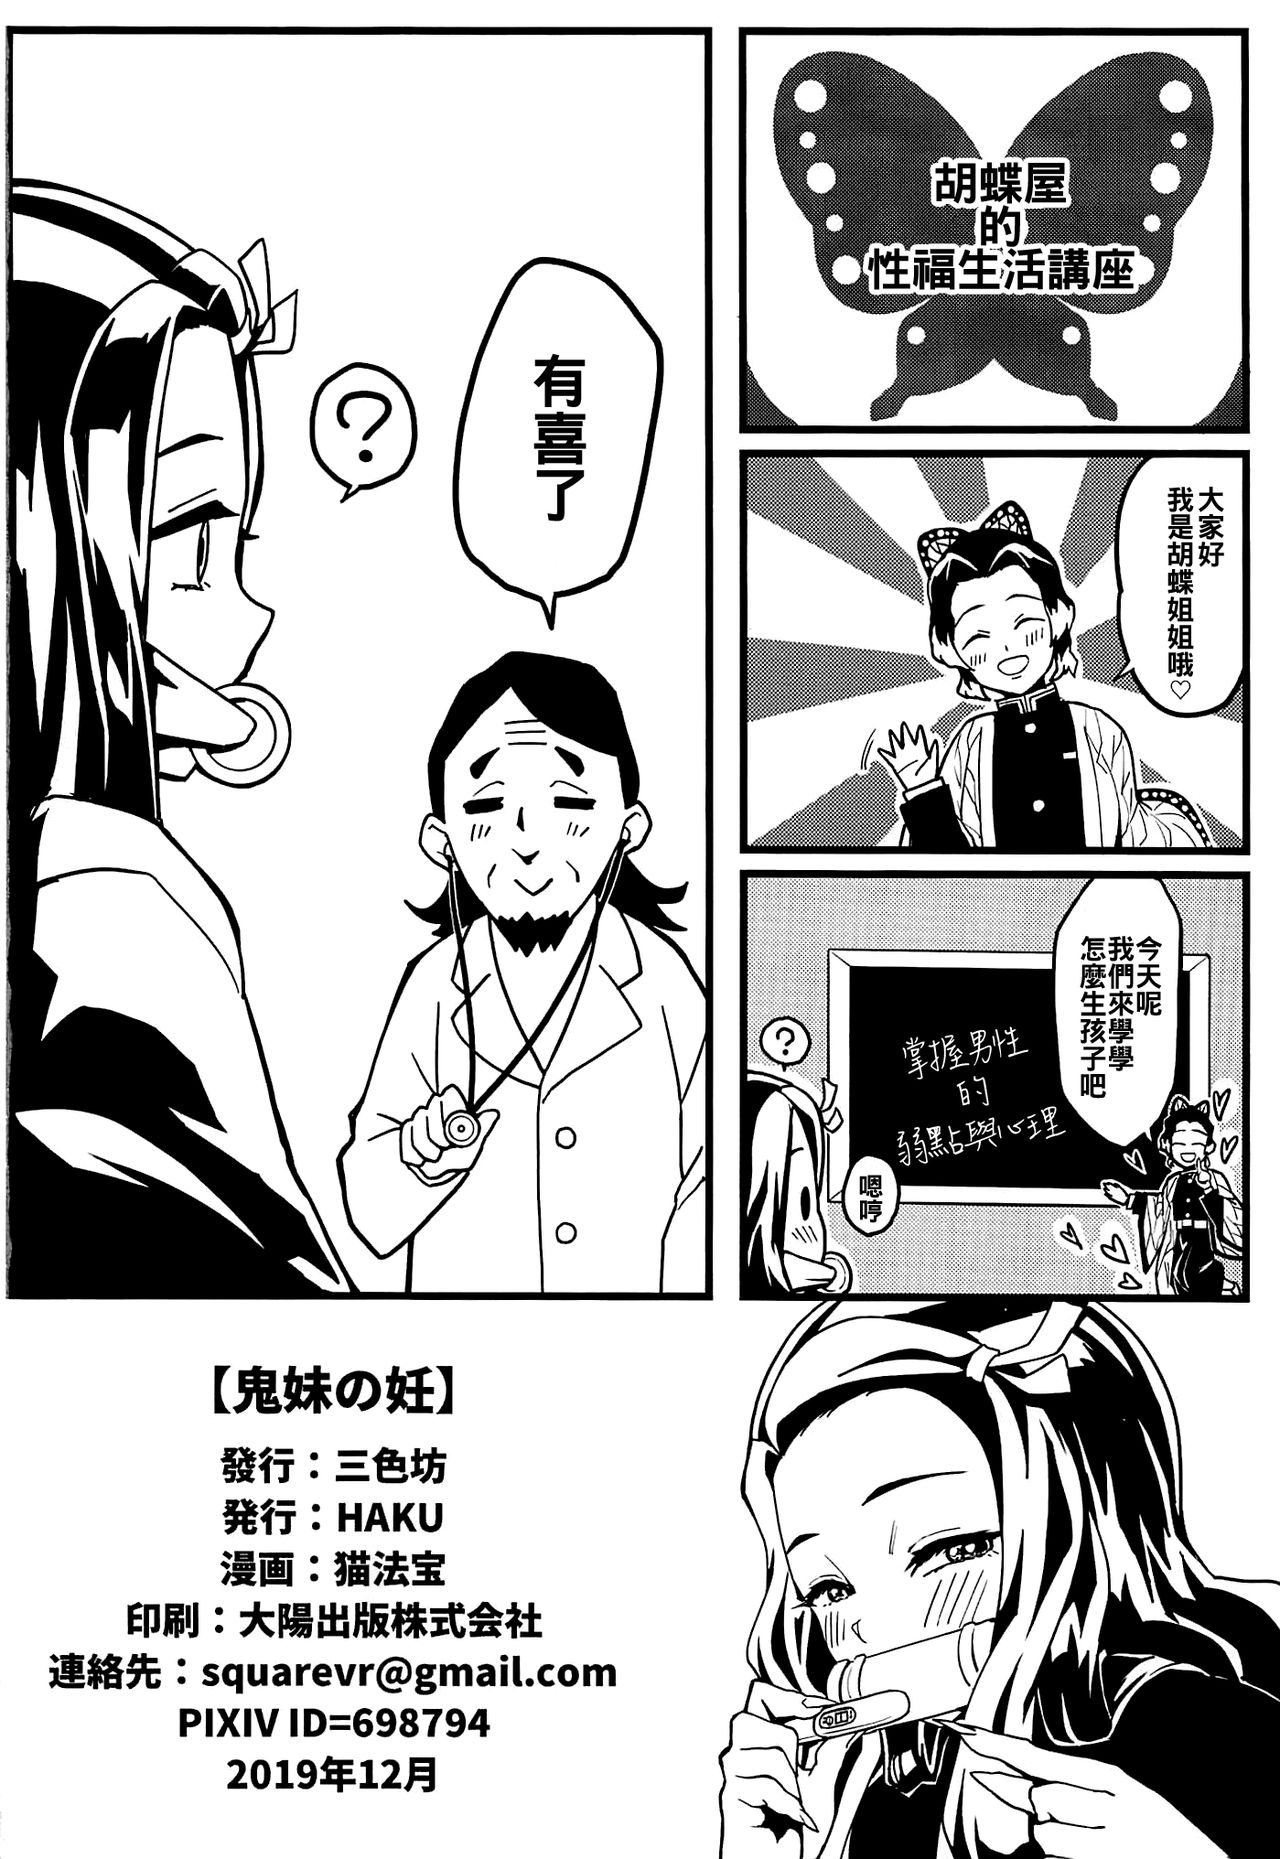 胡蝶屋
的
性福生活講座
大家好
我是胡蝶姐姐哦♡
今天呢
我們來學學
怎麼生孩子吧
掌握男性
的
弱點與心理
?
嗯哼
有喜了
?
【鬼妹の妊】
發行：三色坊
発行：HAKU
漫画：猫法宝
印刷：大陽出版株式会社
連絡先：squarevr@gmail.com
PIXIV ID=698794
2019年12月